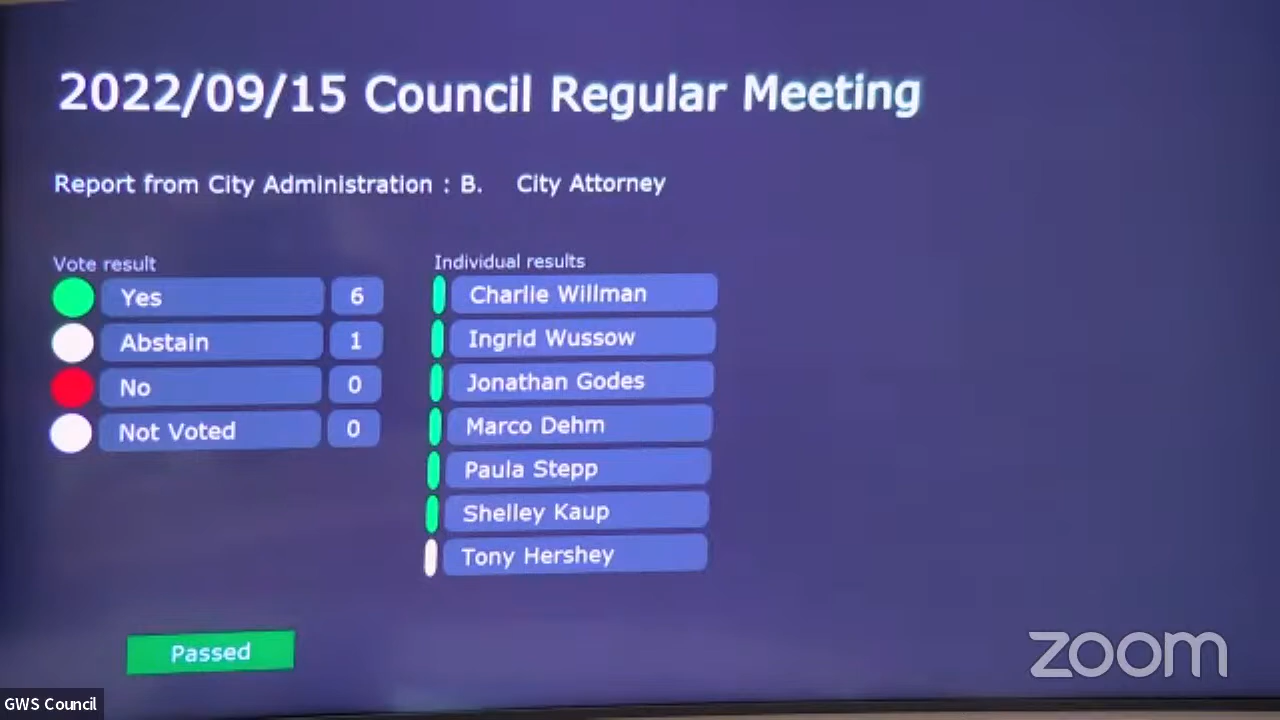 2022/09/15 Council Regular Meeting
Report from City Administration : B. City Attorney
Vote result
Yes 6
Abstain 1
No 0
Not Voted 0
Individual results
Charlie Willman
Ingrid Wussow
Jonathan Godes
Marco Dehm
Paula Stepp
Shelley Kaup
Tony Hershey
Passed
zoom
GWS Council